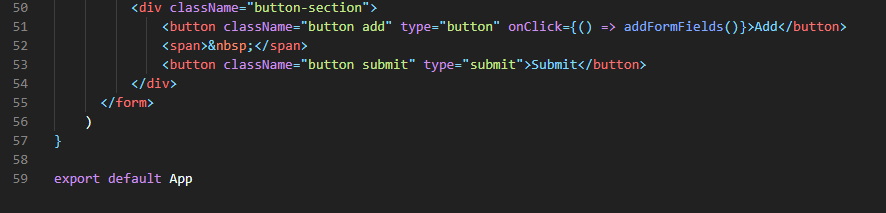 50 <div className="button-section">
51 <button className="button add" type="button" onClick={() => addFormFields()}>Add</button>
52 <span>&nbsp;</span>
53 <button className="button submit" type="submit">Submit</button>
54 </div>
55 </form>
56 )
57 }
58
59 export default App